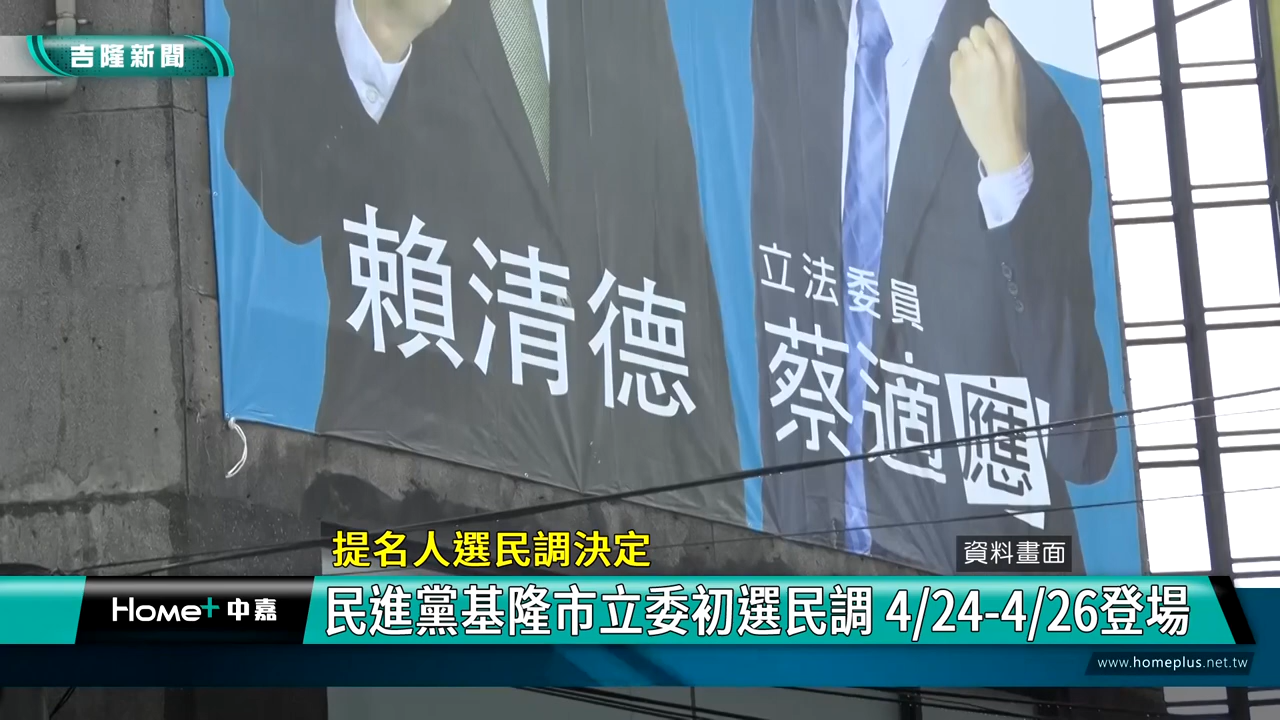 吉隆新聞
賴清德
立法委員
蔡適應
提名人選民調決定
資料畫面
Home+中嘉
民進黨基隆市立委初選民調 4/24-4/26登場
www.homeplus.net.tw